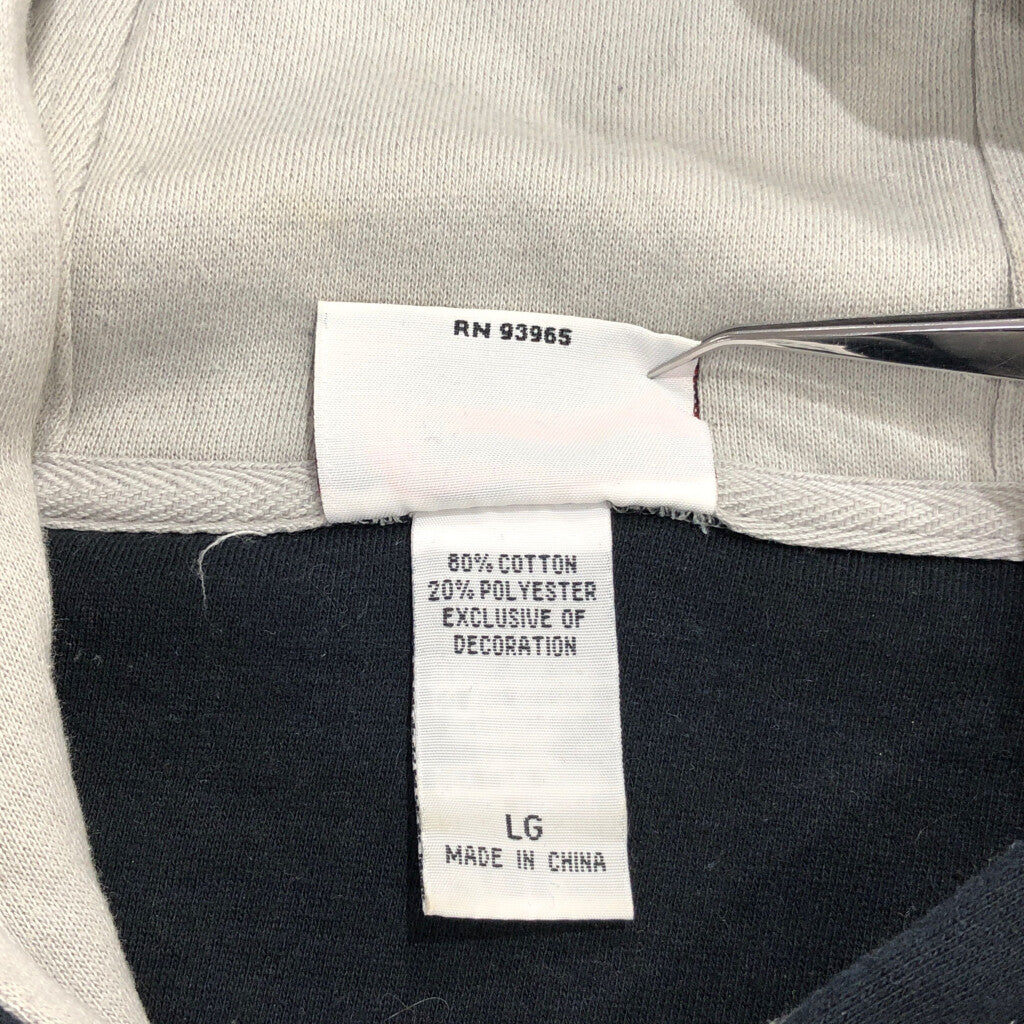 RN 93965
80% COTTON
20% POLYESTER
EXCLUSIVE OF
DECORATION
LG
MADE IN CHINA